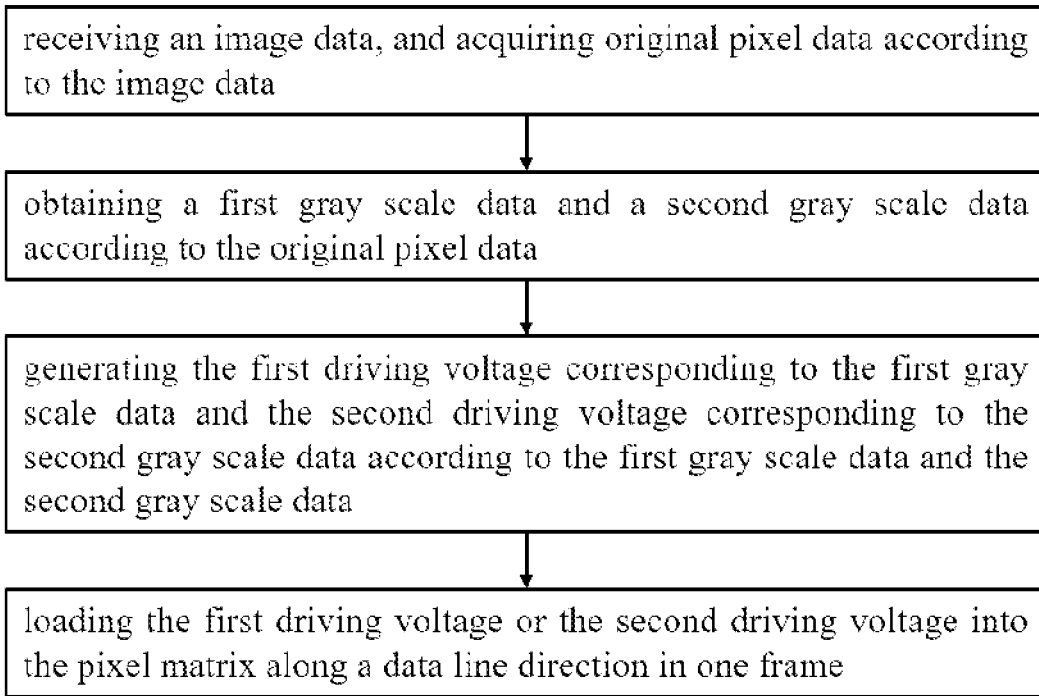 receiving an image data, and acquiring original pixel data according
to the image data
obtaining a first gray scale data and a second gray scale data
according to the original pixel data
generating the first driving voltage corresponding to the first gray
scale data and the second driving voltage corresponding to the
second gray scale data according to the first gray scale data and the
second gray scale data
loading the first driving voltage or the second driving voltage into
the pixel matrix along a data line direction in one frame